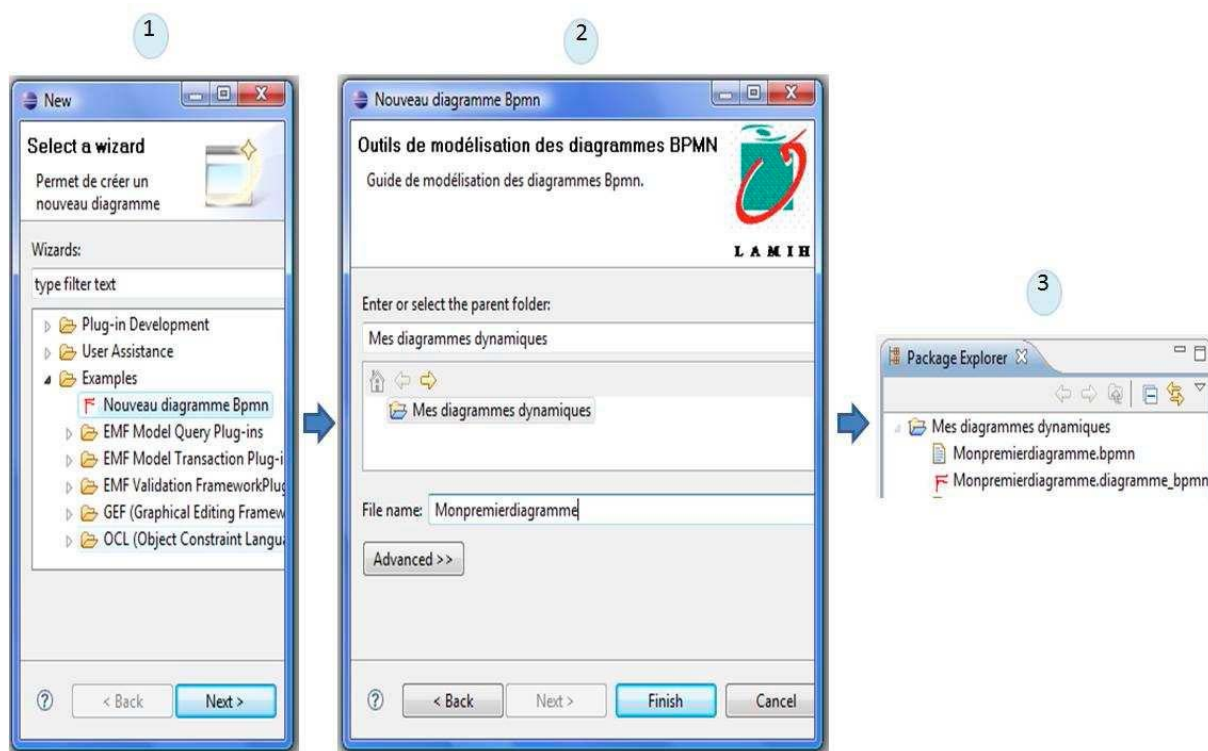 1
New
Select a wizard
Permet de créer un
nouveau diagramme
Wizards:
type filter text
Plug-in Development
User Assistance
Examples
Nouveau diagramme Bpmn
EMF Model Query Plug-ins
EMF Model Transaction Plug-i
EMF Validation FrameworkPlug
GEF (Graphical Editing Framew
OCL (Object Constraint Langua
?
< Back
Next >
2
Nouveau diagramme Bpmn
Outils de modélisation des diagrammes BPMN
Guide de modélisation des diagrammes Bpmn.
LAMIH
Enter or select the parent folder:
Mes diagrammes dynamiques
Mes diagrammes dynamiques
File name: Monpremierdiagramme
Advanced >>
?
< Back
Next >
Finish
Cancel
3
Package Explorer
Mes diagrammes dynamiques
Monpremierdiagramme.bpmn
Monpremierdiagramme.diagramme_bpmn